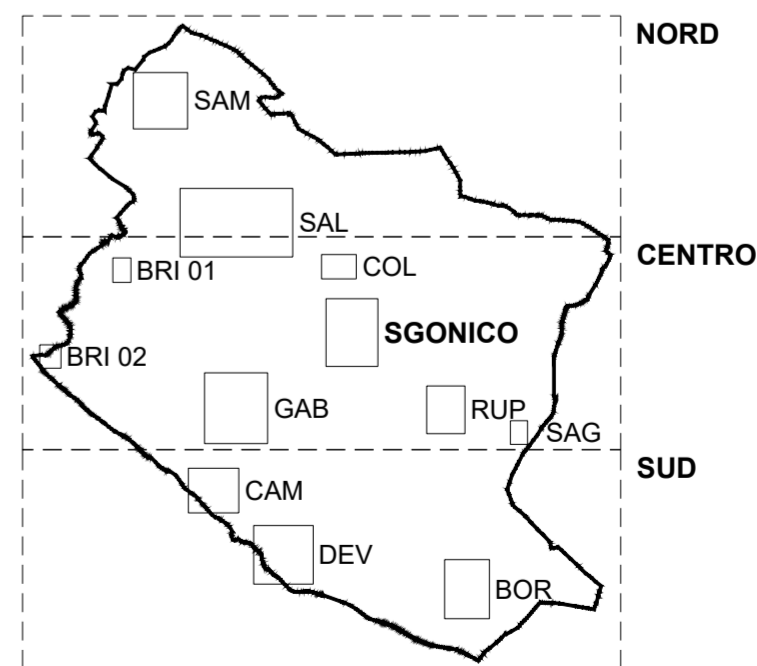 NORD
SAM
SAL
CENTRO
BRI 01
COL
SGONICO
BRI 02
GAB
RUP
SAG
SUD
CAM
DEV
BOR